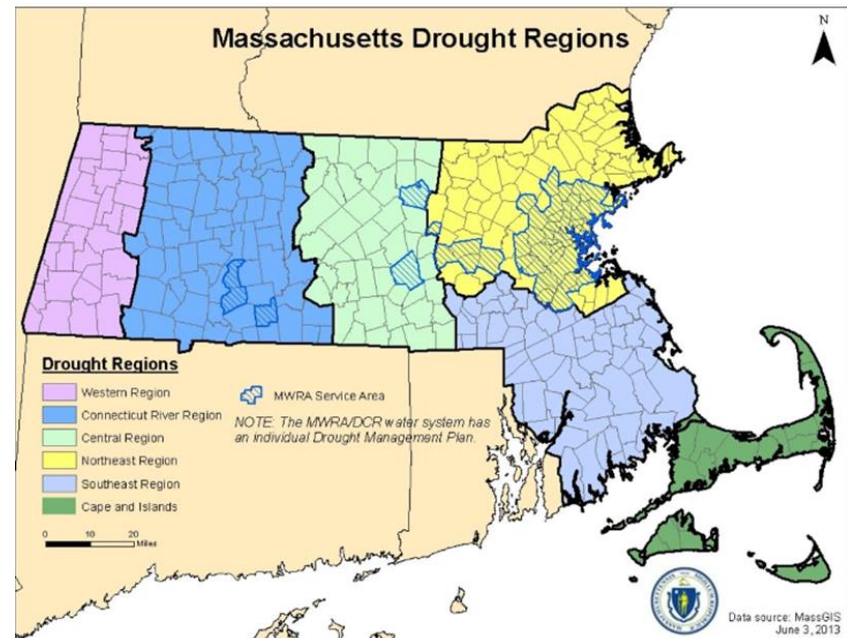 Massachusetts Drought Regions
N
Drought Regions
Western Region
Connecticut River Region
Central Region
Northeast Region
Southeast Region
Cape and Islands
MWRA Service Area
NOTE: The MWRA/DCR water system has
an individual Drought Management Plan.
0 10 20
Miles
Data source: MassGIS
June 3, 2013